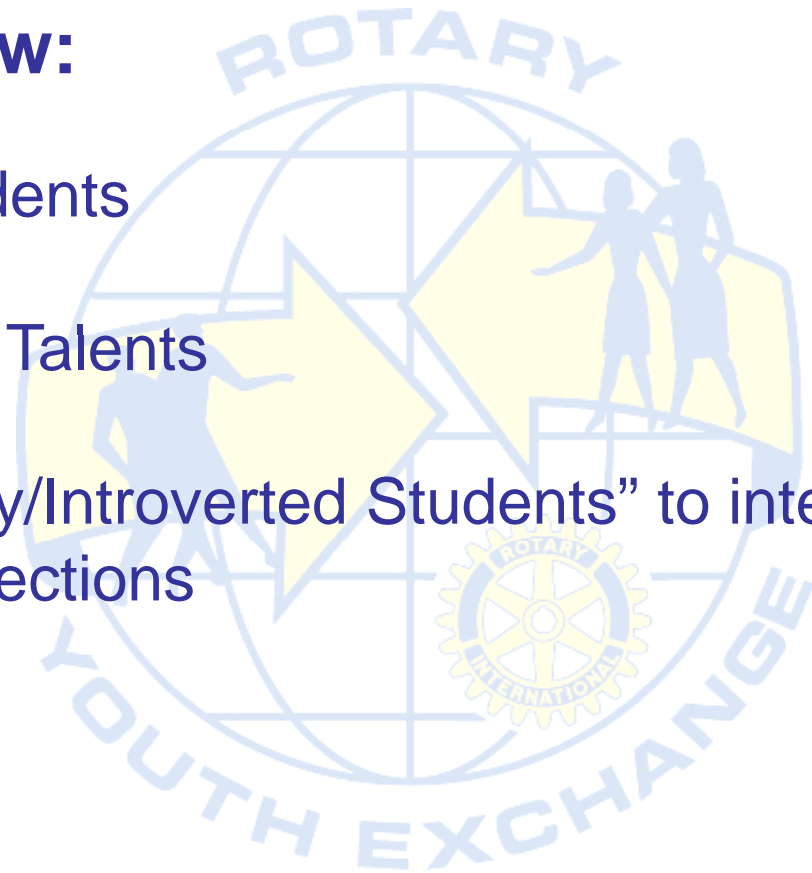 w:
dents
Talents
y/Introverted Students” to inte
ections
ROTARY
YOUTH EXCHANGE
ROTARY
INTERNATIONAL